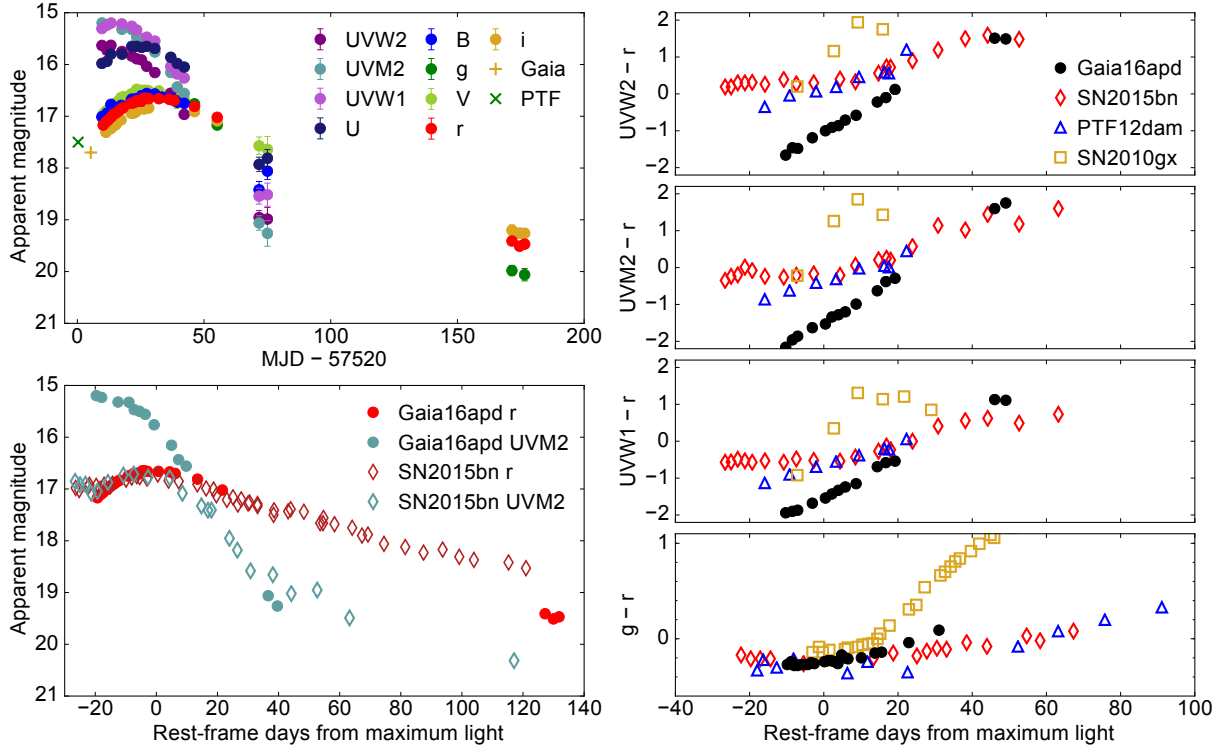 15
16
17
18
19
20
21
Apparent magnitude
UVW2
UVM2
UVW1
U
B
g
V
r
i
Gaia
PTF
0
50
100
150
200
MJD − 57520
15
16
17
18
19
20
21
Apparent magnitude
Gaia16apd r
Gaia16apd UVM2
SN2015bn r
SN2015bn UVM2
−20
0
20
40
60
80
100
120
140
Rest-frame days from maximum light
2
1
0
−1
−2
UVW2 − r
Gaia16apd
SN2015bn
PTF12dam
SN2010gx
2
1
0
−1
−2
UVM2 − r
2
1
0
−1
−2
UVW1 − r
1
0
g − r
−40
−20
0
20
40
60
80
100
Rest-frame days from maximum light